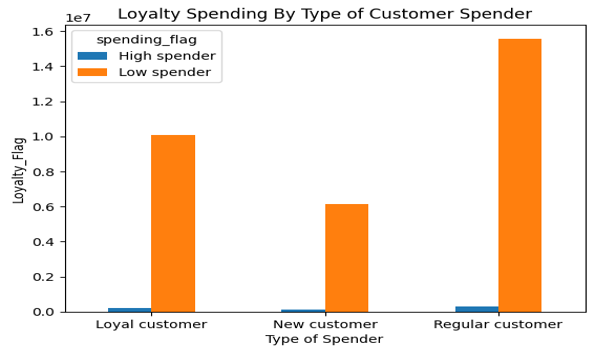 Loyalty Spending By Type of Customer Spender
1e7
spending_flag
High spender
Low spender
1.6
1.4
1.2
1.0
0.8
0.6
0.4
0.2
0.0
Loyalty_Flag
Loyal customer New customer Regular customer
Type of Spender